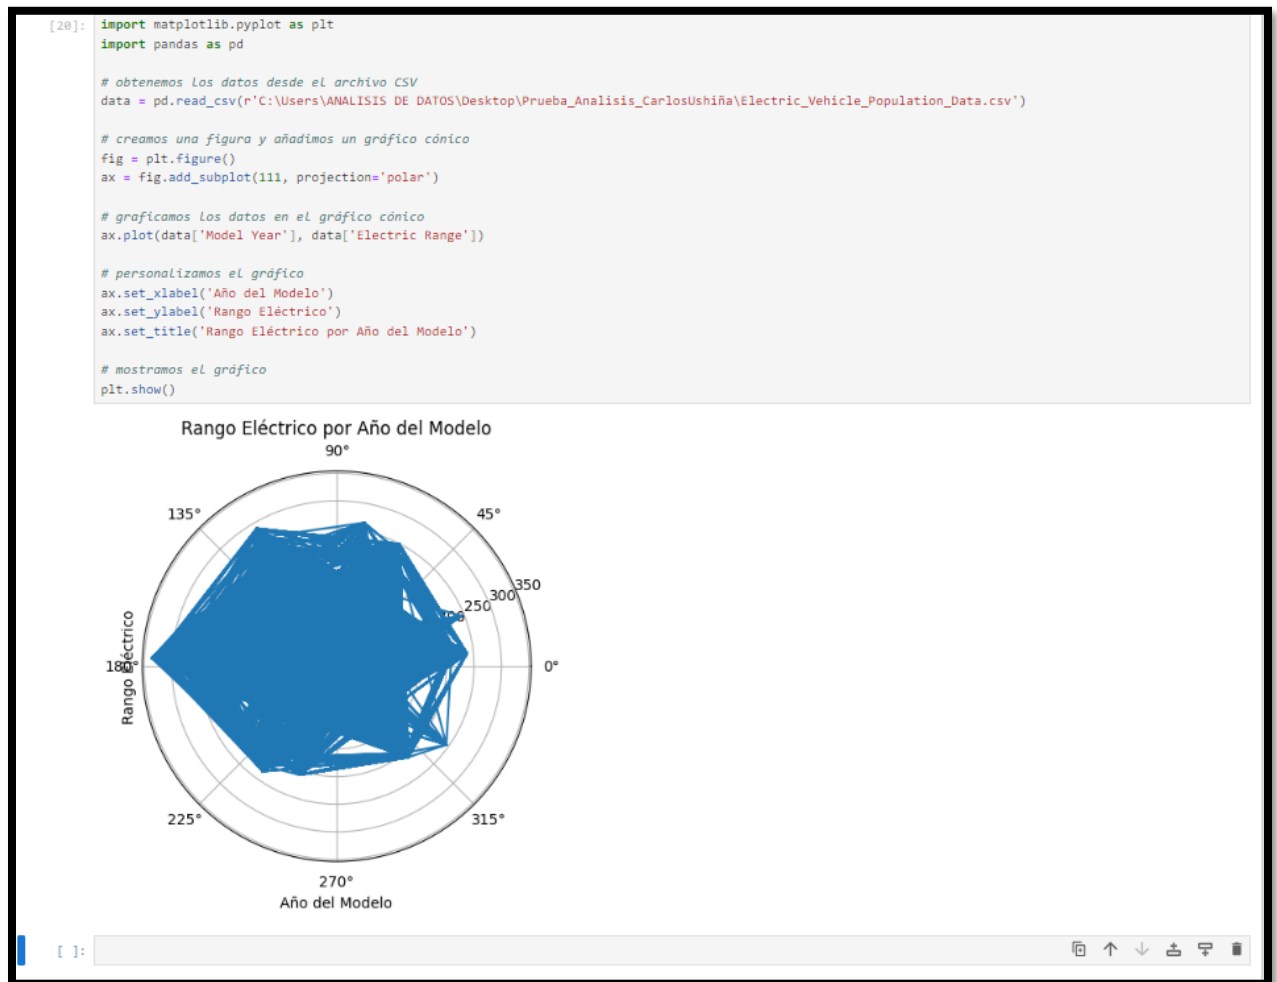 [20]: import matplotlib.pyplot as plt
import pandas as pd
# obtenemos los datos desde el archivo CSV
data = pd.read_csv(r'C:\Users\ANALISIS DE DATOS\Desktop\Prueba_Analisis_CarlosUshiña\Electric_Vehicle_Population_Data.csv')
# creamos una figura y añadimos un gráfico cónico
fig = plt.figure()
ax = fig.add_subplot(111, projection='polar')
# graficamos los datos en el gráfico cónico
ax.plot(data['Model Year'], data['Electric Range'])
# personalizamos el gráfico
ax.set_xlabel('Año del Modelo')
ax.set_ylabel('Rango Eléctrico')
ax.set_title('Rango Eléctrico por Año del Modelo')
# mostramos el gráfico
plt.show()
Rango Eléctrico por Año del Modelo
90°
135°
45°
350
300
250
Rango Eléctrico
180°
0°
225°
315°
270°
Año del Modelo
[ ]: